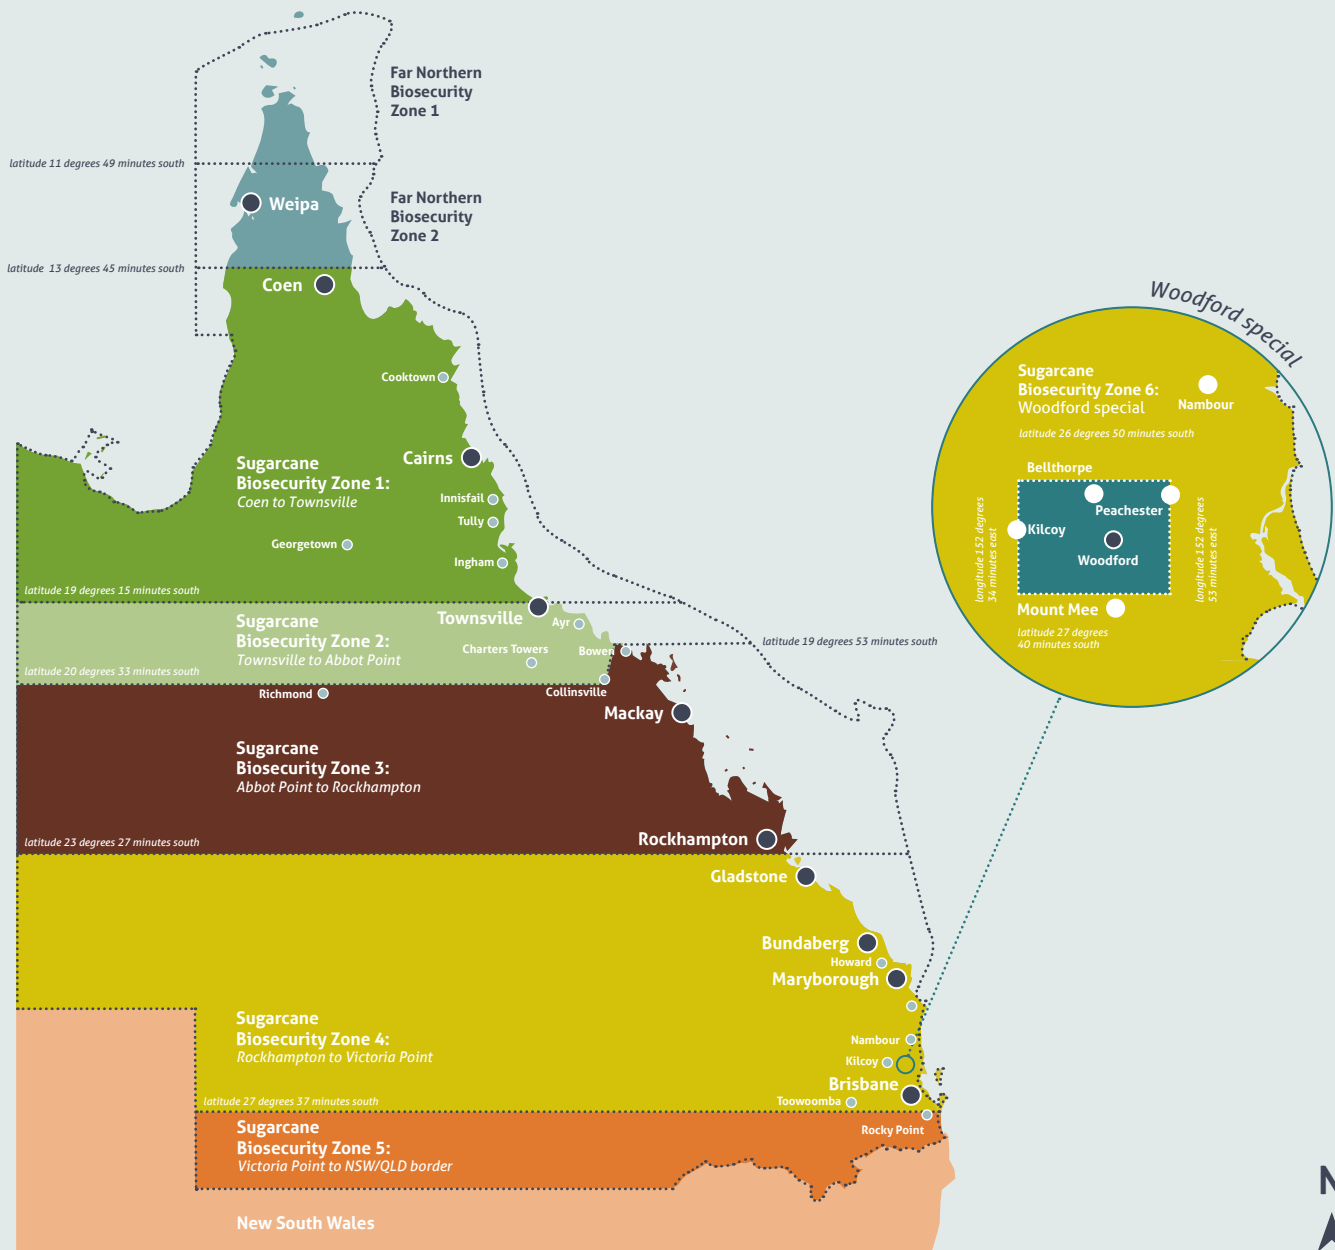 Far Northern
Biosecurity
Zone 1
latitude 11 degrees 49 minutes south
Weipa
Far Northern
Biosecurity
Zone 2
latitude 13 degrees 45 minutes south
Coen
Cooktown
Cairns
Sugarcane
Biosecurity Zone 1:
Coen to Townsville
Innisfail
Tully
Georgetown
Ingham
latitude 19 degrees 15 minutes south
Townsville
Ayr
Sugarcane
Biosecurity Zone 2:
Townsville to Abbot Point
latitude 19 degrees 53 minutes south
Charters Towers
Bowen
latitude 20 degrees 33 minutes south
Richmond
Collinsville
Mackay
Sugarcane
Biosecurity Zone 3:
Abbot Point to Rockhampton
Rockhampton
latitude 23 degrees 27 minutes south
Gladstone
Bundaberg
Howard
Maryborough
Sugarcane
Biosecurity Zone 4:
Rockhampton to Victoria Point
Nambour
Kilcoy
Brisbane
Toowoomba
latitude 27 degrees 37 minutes south
Rocky Point
Sugarcane
Biosecurity Zone 5:
Victoria Point to NSW/QLD border
New South Wales
Woodford special
Sugarcane
Biosecurity Zone 6:
Woodford special
Nambour
latitude 26 degrees 50 minutes south
Bellthorpe
Peachester
Kilcoy
Woodford
longitude 152 degrees
34 minutes east
longitude 152 degrees
53 minutes east
Mount Mee
latitude 27 degrees
40 minutes south
N